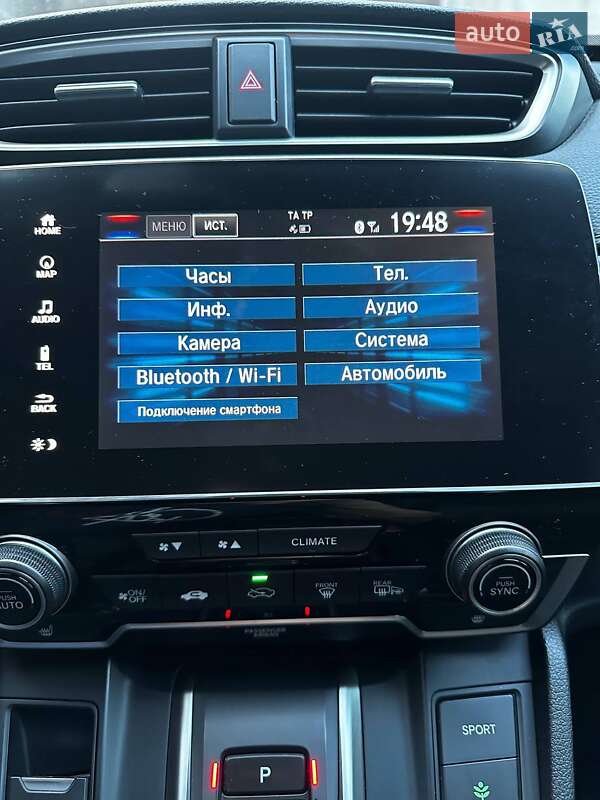 auto RIA
.com
HOME
MAP
AUDIO
TEL
BACK
МЕНЮ ИСТ. TA TP 19:48
Часы Тел.
Инф. Аудио
Камера Система
Bluetooth / Wi-Fi Автомобиль
Подключение смартфона
CLIMATE
PUSH
AUTO
ON/
OFF
FRONT
REAR
PUSH
SYNC
PASSENGER
AIRBAG
P
SPORT